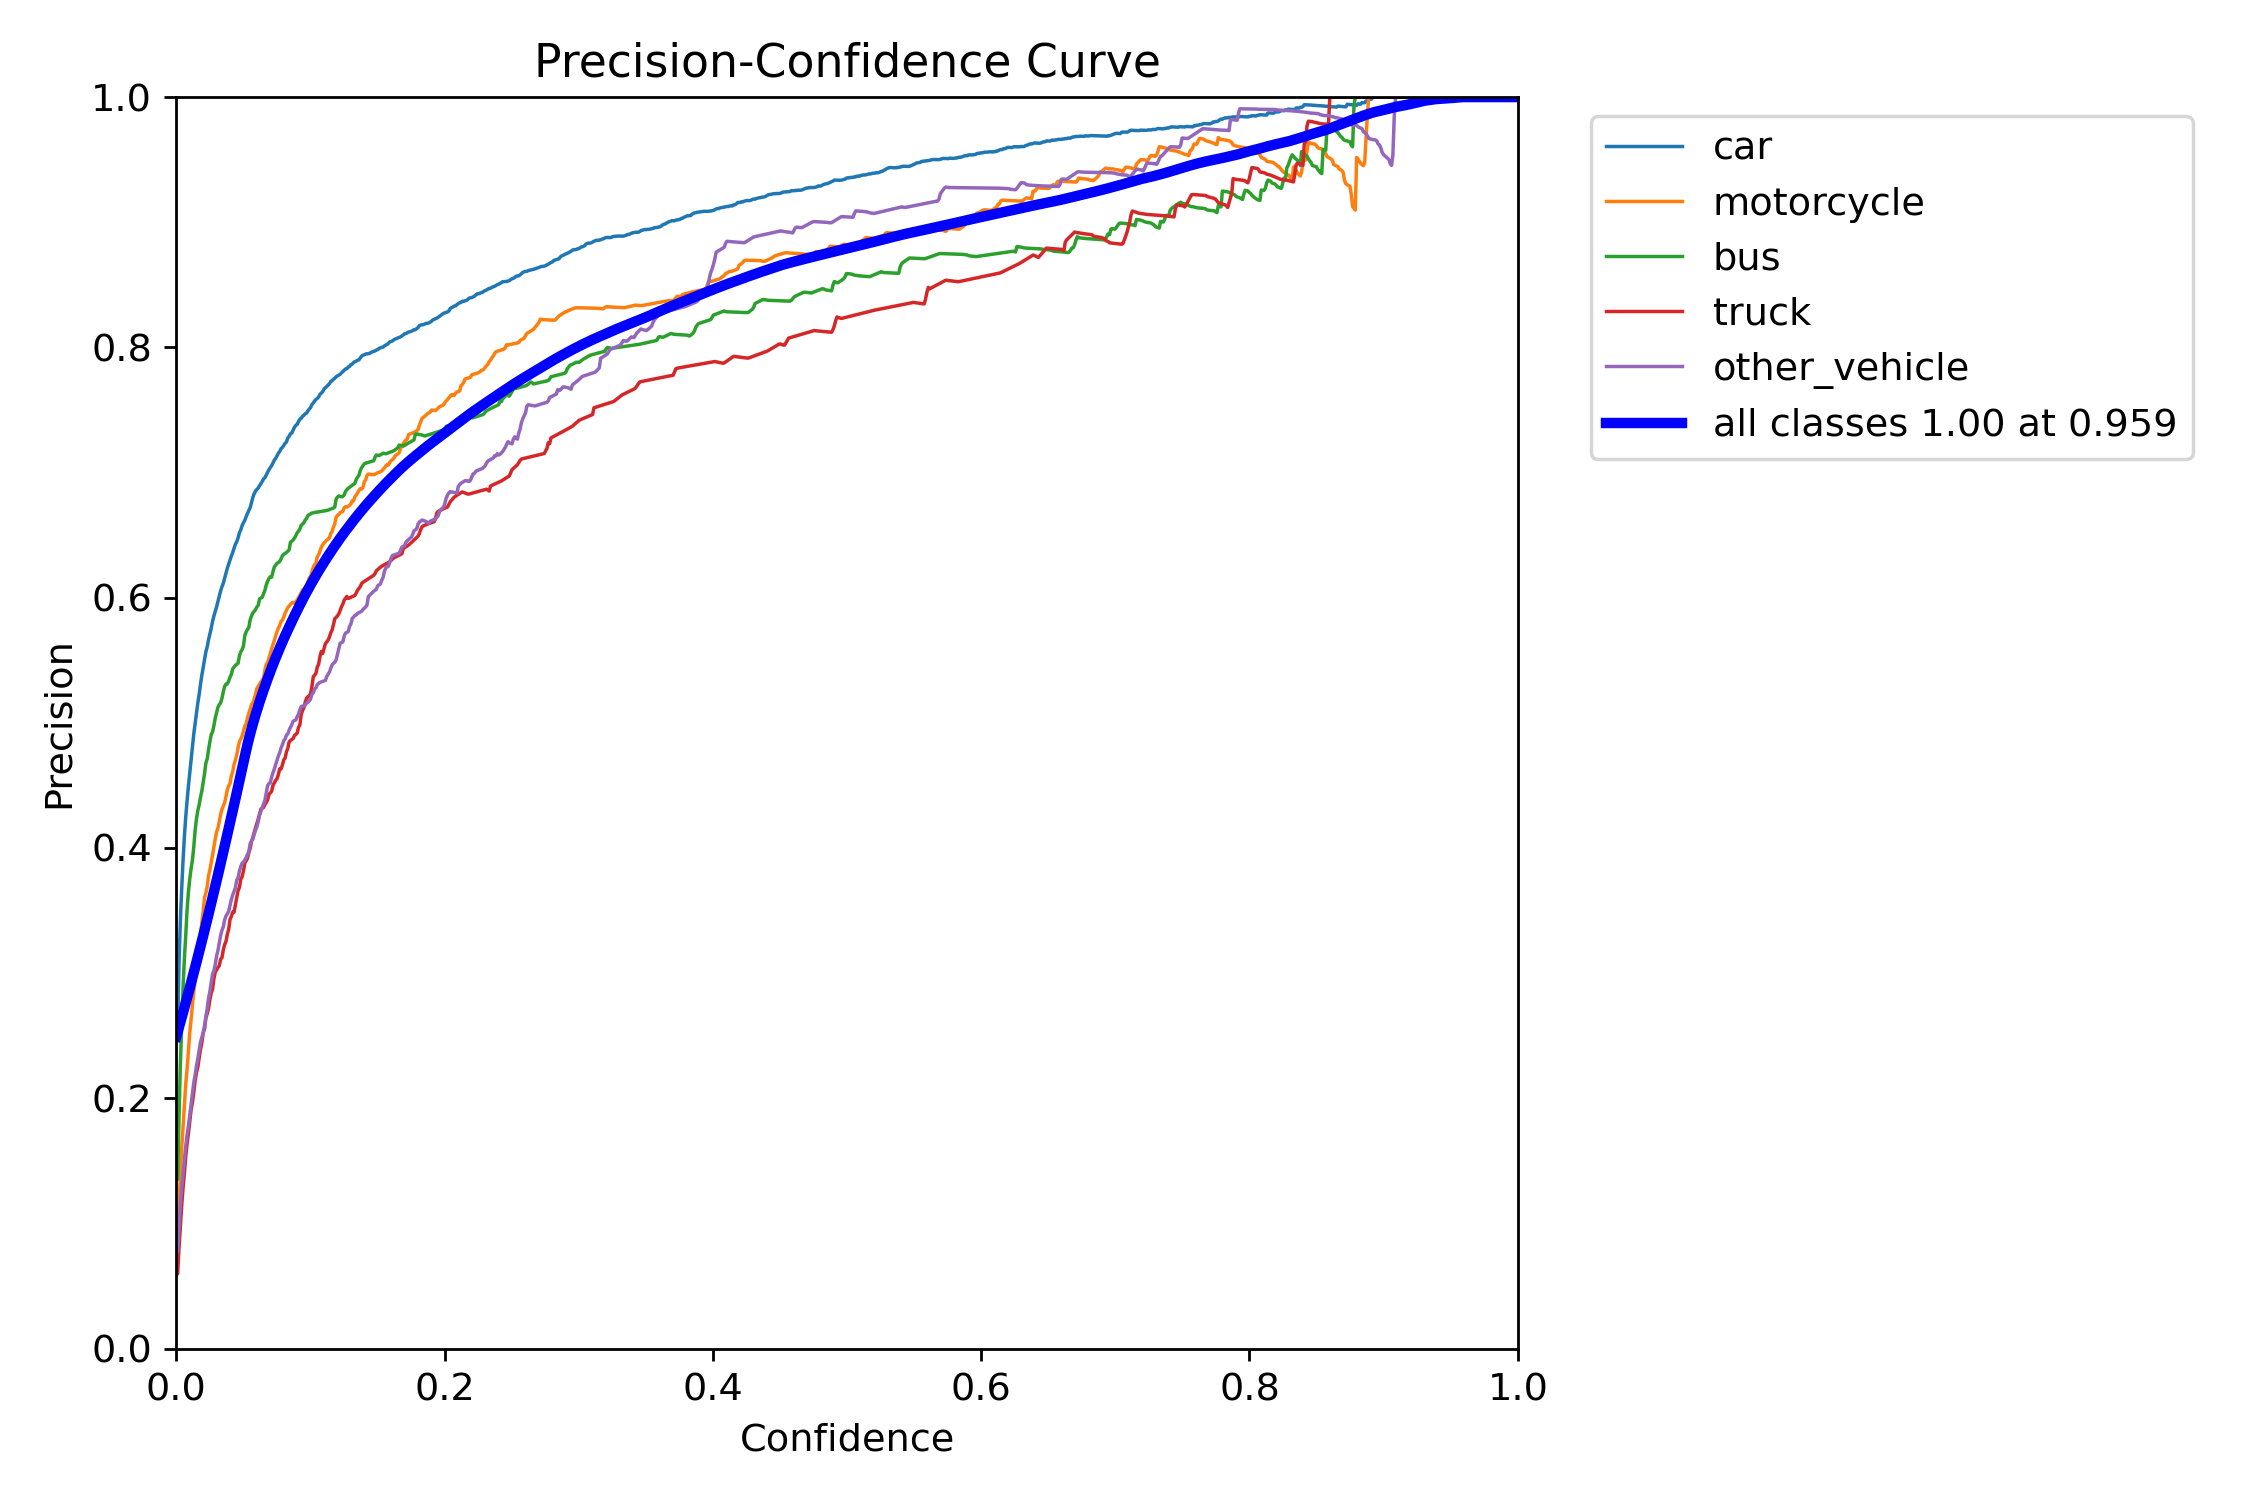 Precision-Confidence Curve
1.0
0.8
0.6
0.4
0.2
0.0
Precision
0.0 0.2 0.4 0.6 0.8 1.0
Confidence
car
motorcycle
bus
truck
other_vehicle
all classes 1.00 at 0.959